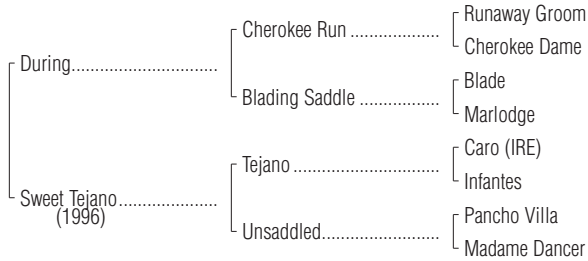 Runaway Groom
Cherokee Run
Cherokee Dame
During
Blade
Blading Saddle
Marlodge
Caro (IRE)
Tejano
Infantes
Sweet Tejano
(1996)
Pancho Villa
Unsaddled
Madame Dancer